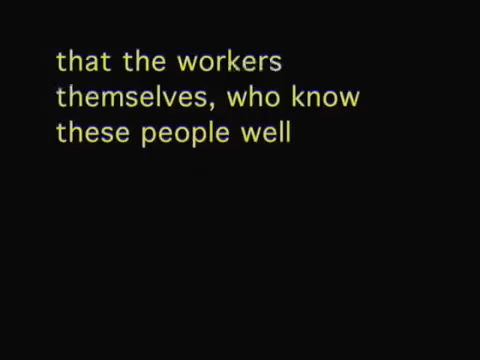 that the workers
themselves, who know
these people well